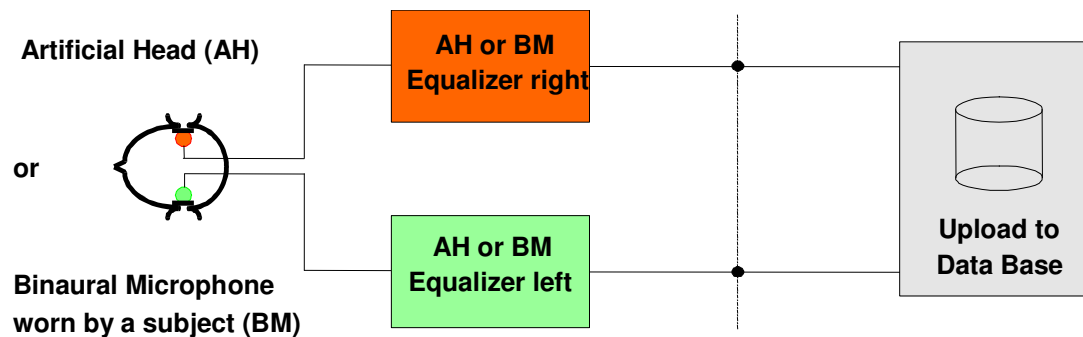 Artificial Head (AH)
or
Binaural Microphone
worn by a subject (BM)
AH or BM
Equalizer right
AH or BM
Equalizer left
Upload to
Data Base